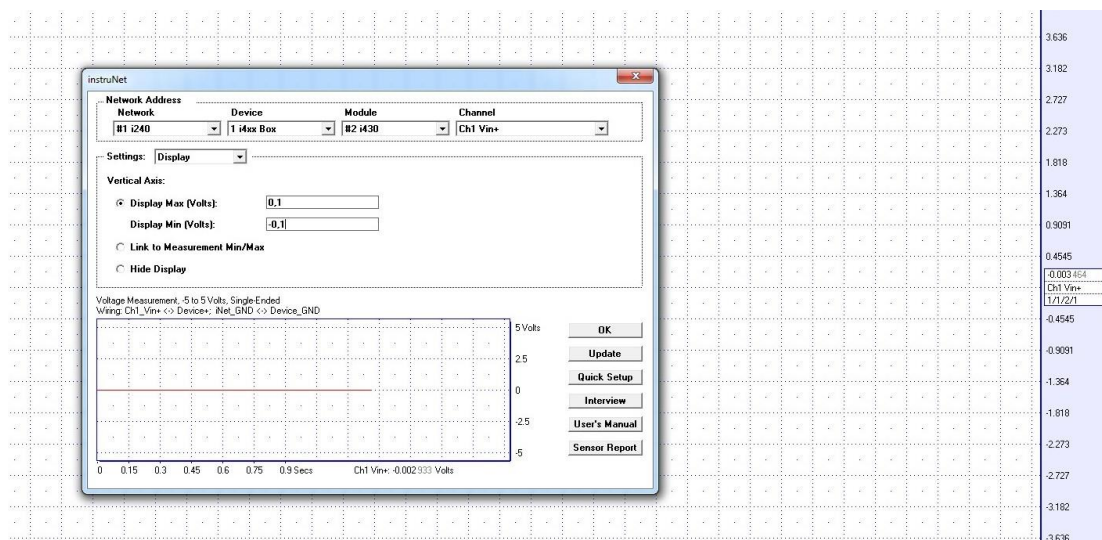 instruNet
Network Address
Network Device Module Channel
#1 i240 1 i4xx Box #2 i430 Ch1 Vin+
Settings: Display
Vertical Axis:
Display Max (Volts): 0,1
Display Min (Volts): -0,1
Link to Measurement Min/Max
Hide Display
Voltage Measurement, -5 to 5 Volts, Single-Ended
Wiring: Ch1_Vin+ <-> Device+; iNet_GND <-> Device_GND
5 Volts
2.5
0
-2.5
-5
0 0.15 0.3 0.45 0.6 0.75 0.9 Secs Ch1 Vin+: -0.002933 Volts
OK
Update
Quick Setup
Interview
User's Manual
Sensor Report
3.636
3.182
2.727
2.273
1.818
1.364
0.9091
0.4545
-0.003464
Ch1 Vin+
1/1/2/1
-0.4545
-0.9091
-1.364
-1.818
-2.273
-2.727
-3.182
-3.636